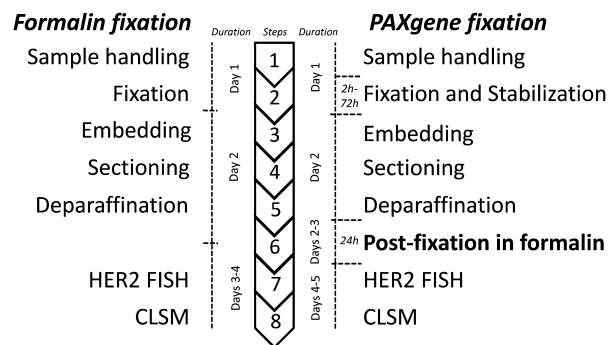 Formalin fixation Duration Steps Duration PAXgene fixation
Sample handling 1 Sample handling
Day 1 Day 1
Fixation 2 2h-72h Fixation and Stabilization
Embedding 3 Embedding
Sectioning Day 2 4 Day 2 Sectioning
Deparaffination 5 Deparaffination
6 Days 2-3 24h Post-fixation in formalin
HER2 FISH Days 3-4 7 Days 4-5 HER2 FISH
CLSM 8 CLSM